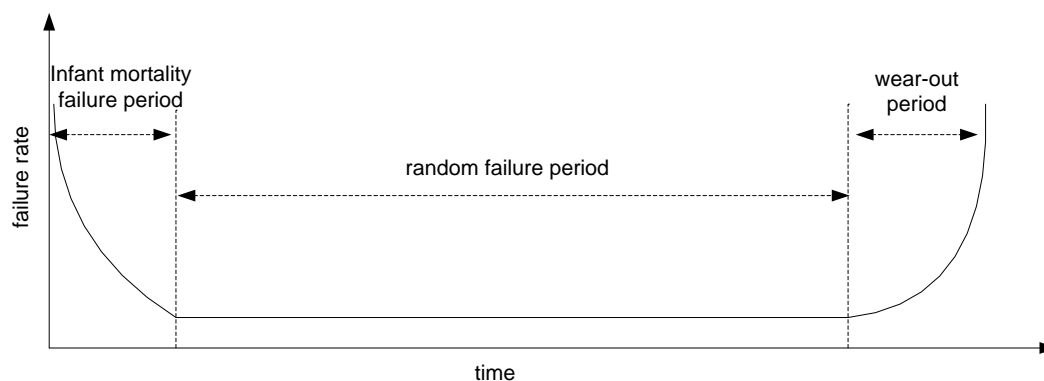 Infant mortality
failure period
wear-out
period
random failure period
failure rate
time